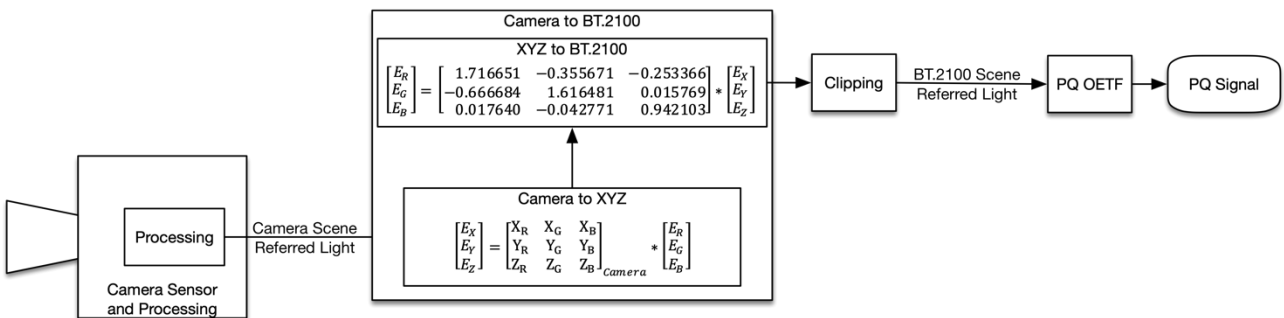 Camera to BT.2100
XYZ to BT.2100
[E_R E_G E_B] = [1.716651 −0.355671 −0.253366
−0.666684 1.616481 0.015769
0.017640 −0.042771 0.942103] * [E_X E_Y E_Z]
Clipping
BT.2100 Scene
Referred Light
PQ OETF
PQ Signal
Camera to XYZ
[E_X E_Y E_Z] = [X_R X_G X_B
Y_R Y_G Y_B
Z_R Z_G Z_B]_Camera * [E_R E_G E_B]
Processing
Camera Scene
Referred Light
Camera Sensor
and Processing